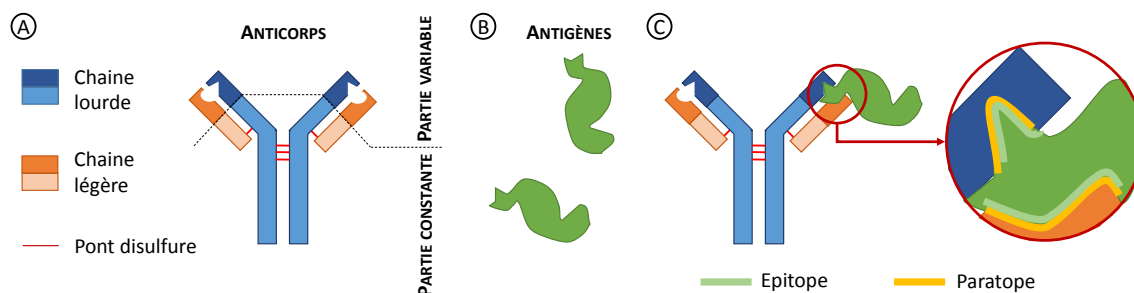 A
ANTICORPS
Chaine
lourde
Chaine
légère
Pont disulfure
PARTIE VARIABLE
PARTIE CONSTANTE
B
ANTIGÈNES
C
Epitope
Paratope